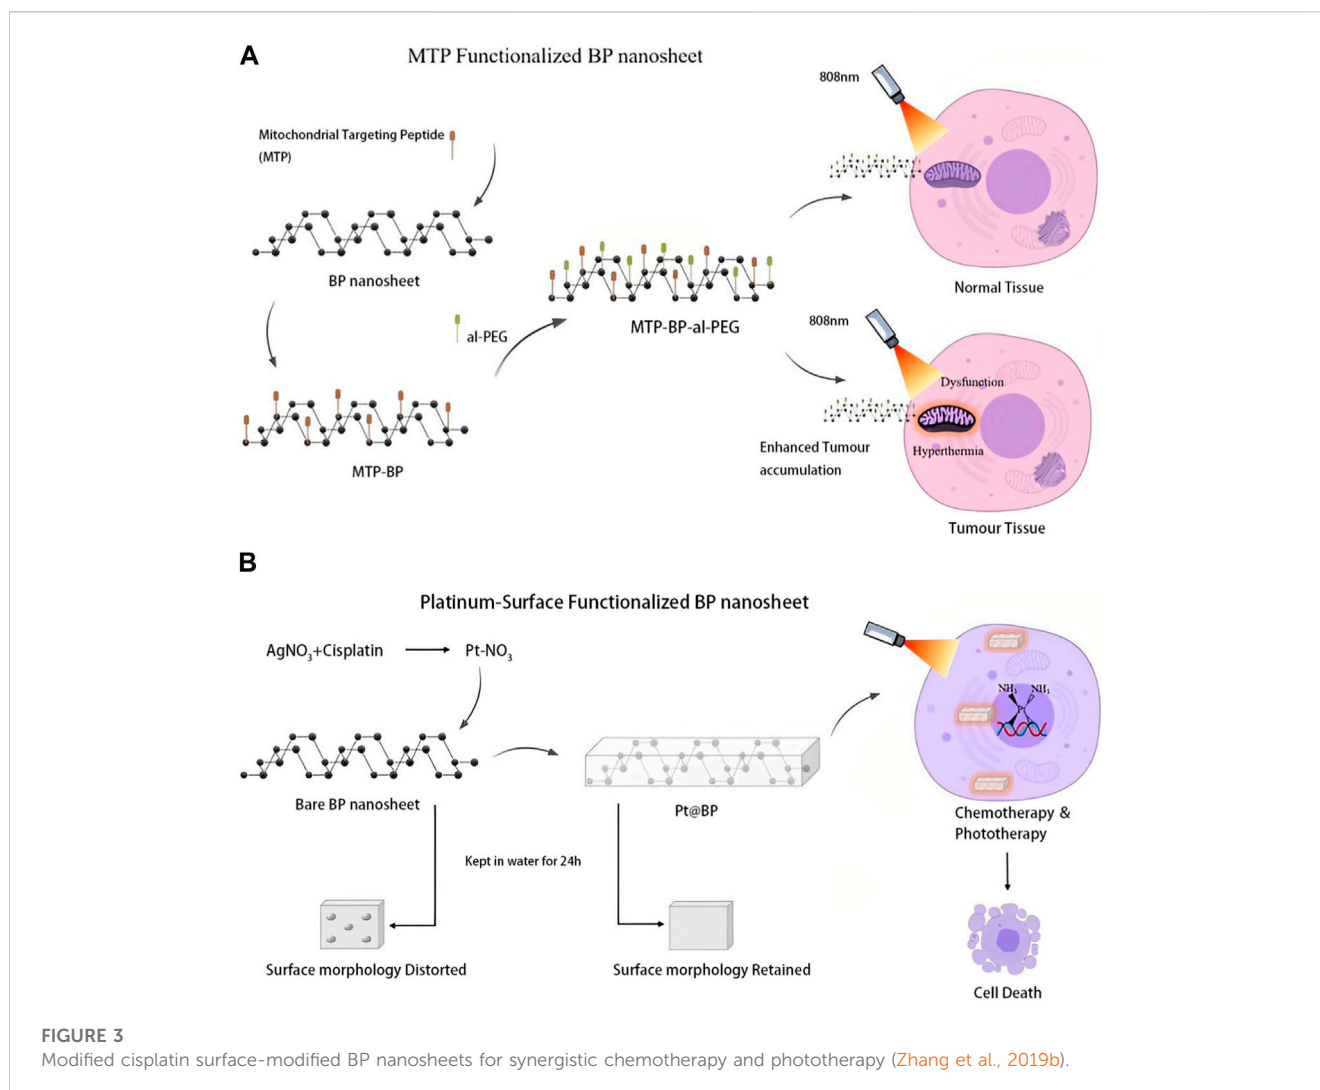 A
MTP Functionalized BP nanosheet
808nm
Mitochondrial Targeting Peptide
(MTP)
BP nanosheet
Normal Tissue
al-PEG
MTP-BP-al-PEG
808nm
Dysfunction
Enhanced Tumour
accumulation
Hyperthermia
MTP-BP
Tumour Tissue
B
Platinum-Surface Functionalized BP nanosheet
AgNO₃+Cisplatin
Pt-NO₃
NH₃
NH₃
Pt
Bare BP nanosheet
Pt@BP
Chemotherapy &
Phototherapy
Kept in water for 24h
Surface morphology Distorted
Surface morphology Retained
Cell Death
FIGURE 3
Modified cisplatin surface-modified BP nanosheets for synergistic chemotherapy and phototherapy (Zhang et al., 2019b).